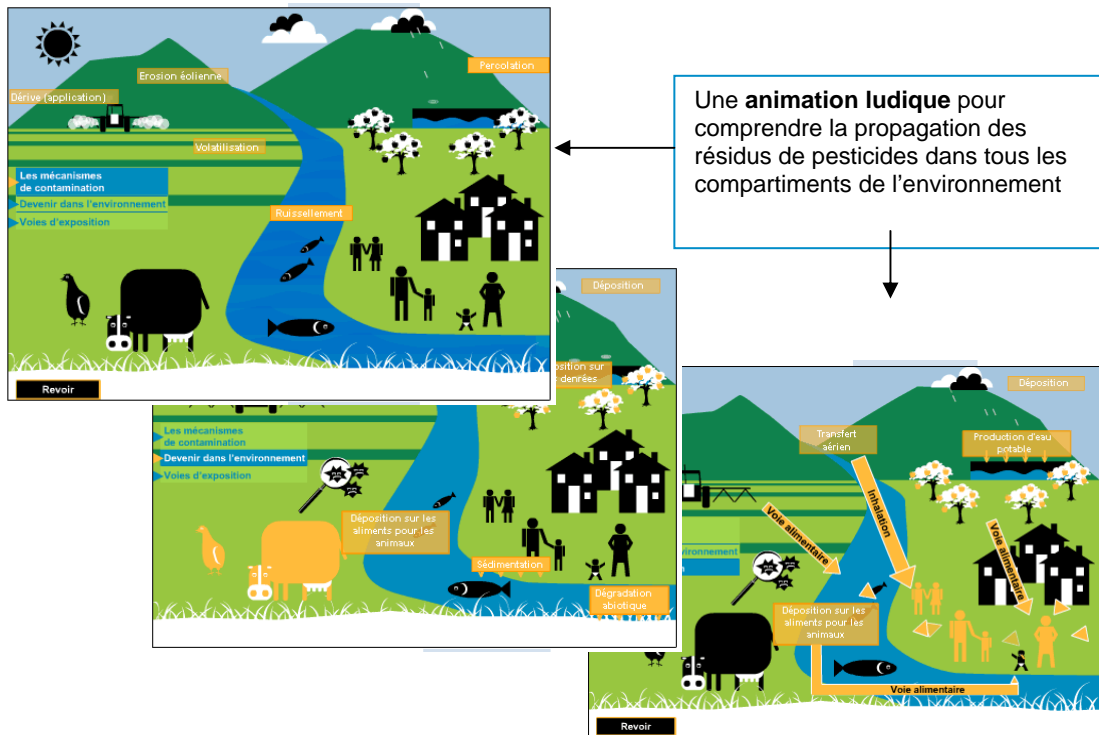 Percolation
Erosion éolienne
Dérive (application)
Volatilisation
Les mécanismes
de contamination
Devenir dans l'environnement
Voies d'exposition
Ruissellement
Revoir
Une animation ludique pour
comprendre la propagation des
résidus de pesticides dans tous les
compartiments de l'environnement
Déposition
sur
denrées
Les mécanismes
de contamination
Devenir dans l'environnement
Voies d'exposition
Déposition sur les
aliments pour les
animaux
Sédimentation
Dégradation
abiotique
Déposition
Transfert
aérien
Production d'eau
potable
Inhalation
Voie alimentaire
Voie alimentaire
Déposition sur les
aliments pour les
animaux
Voie alimentaire
Revoir